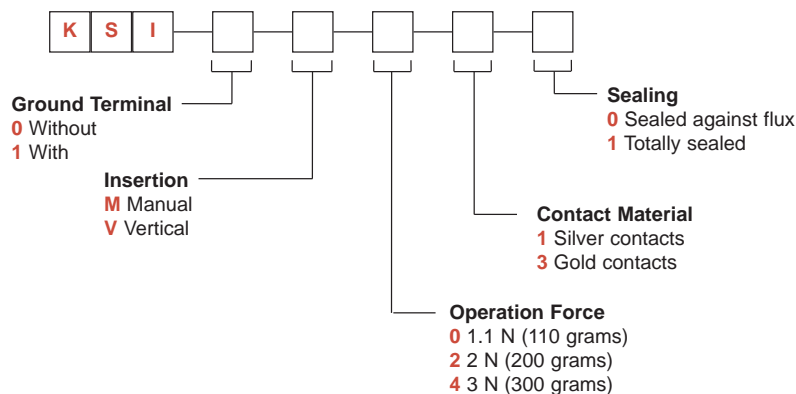 K S I
Ground Terminal
0 Without
1 With
Insertion
M Manual
V Vertical
Operation Force
0 1.1 N (110 grams)
2 2 N (200 grams)
4 3 N (300 grams)
Contact Material
1 Silver contacts
3 Gold contacts
Sealing
0 Sealed against flux
1 Totally sealed